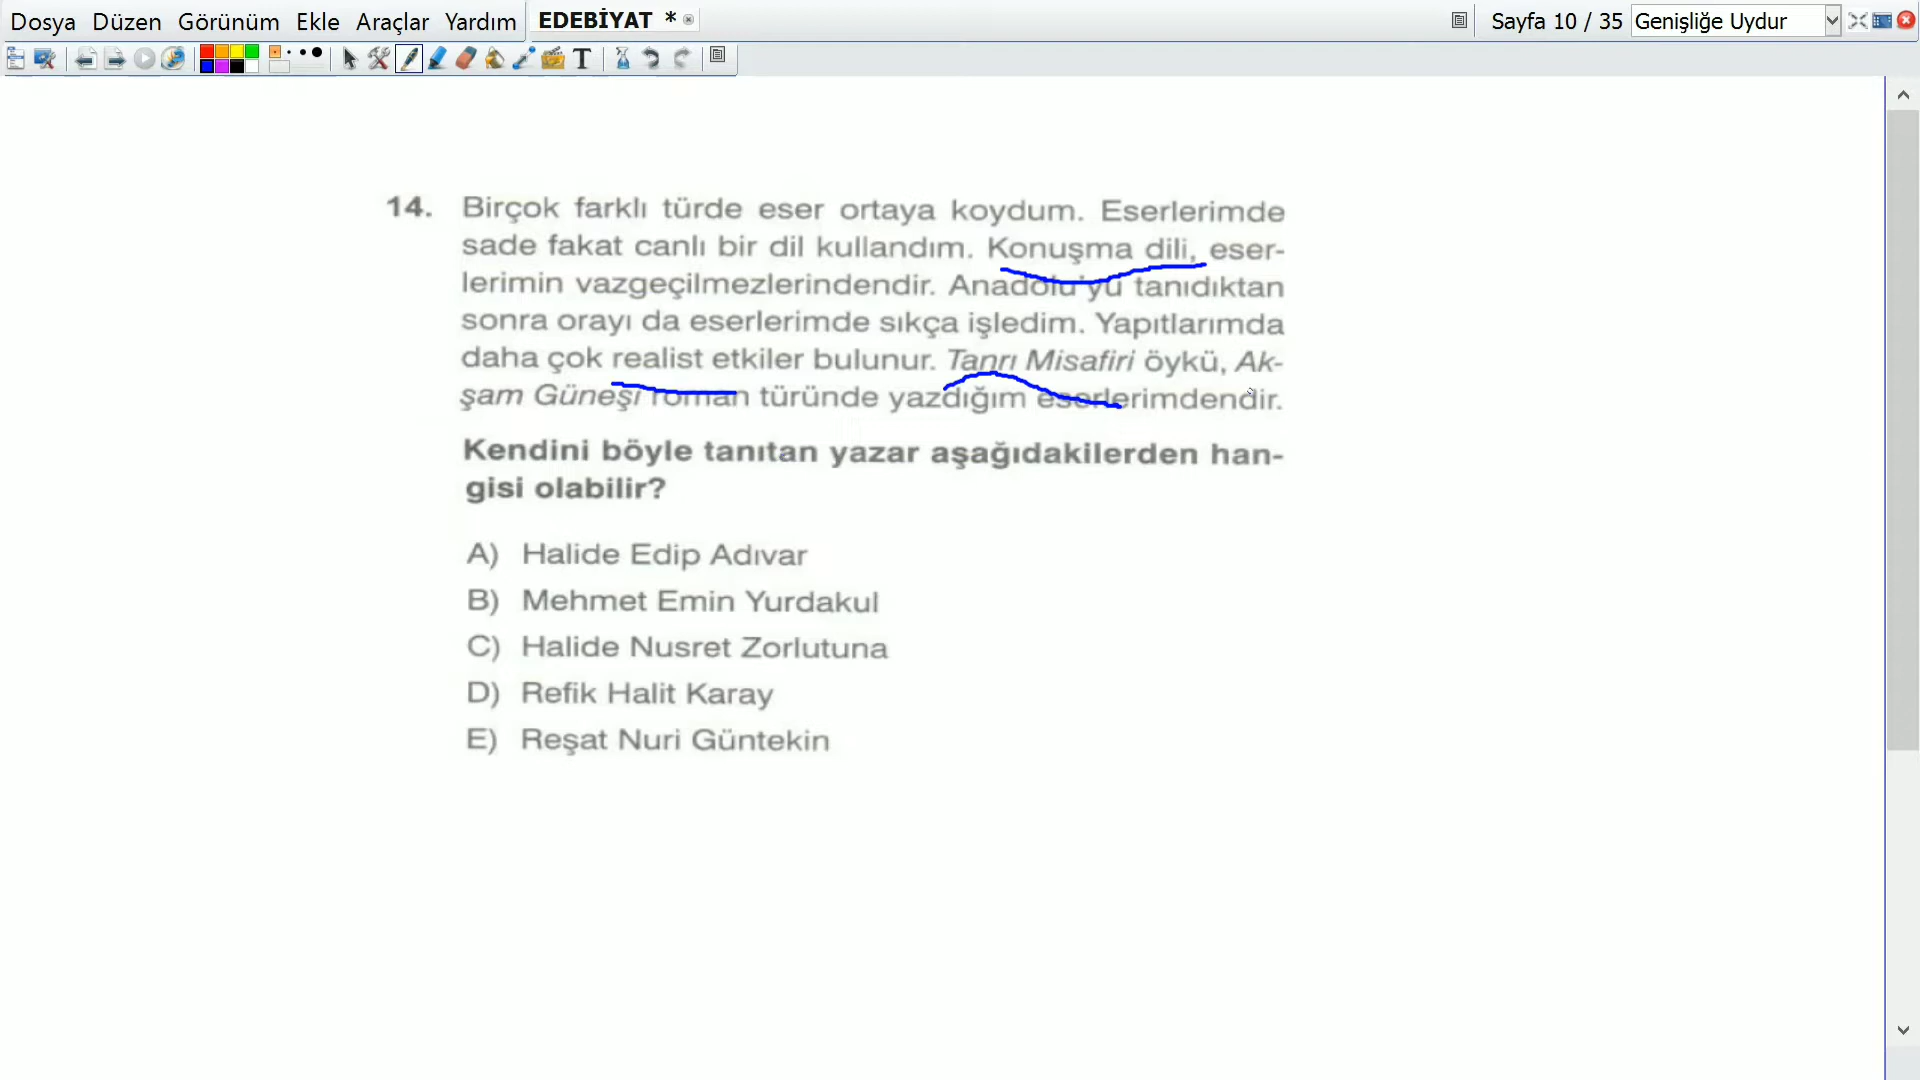 Dosya Düzen Görünüm Ekle Araçlar Yardım EDEBİYAT * Sayfa 10 / 35 Genişliğe Uydur
14. Birçok farklı türde eser ortaya koydum. Eserlerimde
sade fakat canlı bir dil kullandım. Konuşma dili, eser-
lerimin vazgeçilmezlerindendir. Anadolu'yu tanıdıktan
sonra orayı da eserlerimde sıkça işledim. Yapıtlarımda
daha çok realist etkiler bulunur. Tanrı Misafiri öykü, Ak-
şam Güneşi roman türünde yazdığım eserlerimdendir.
Kendini böyle tanıtan yazar aşağıdakilerden han-
gisi olabilir?
A) Halide Edip Adıvar
B) Mehmet Emin Yurdakul
C) Halide Nusret Zorlutuna
D) Refik Halit Karay
E) Reşat Nuri Güntekin